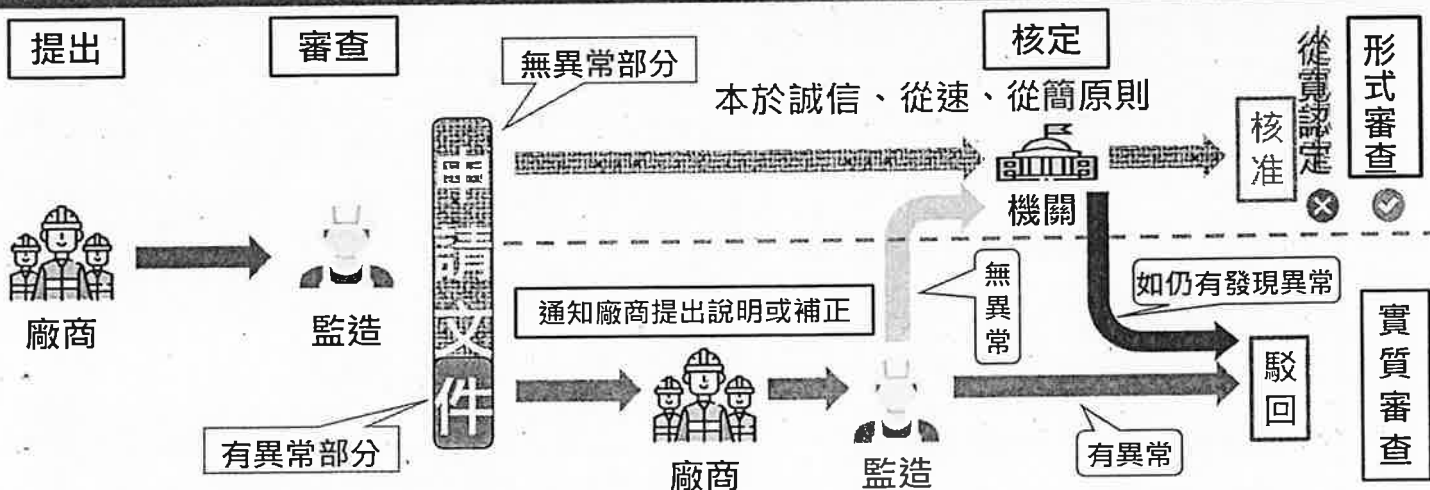 提出
審查
核定
無異常部分
本於誠信、從速、從簡原則
申請文件
機關
核准
從寬認定
形式審查
廠商
監造
通知廠商提出說明或補正
無異常
如仍有發現異常
有異常部分
廠商
監造
有異常
駁回
實質審查